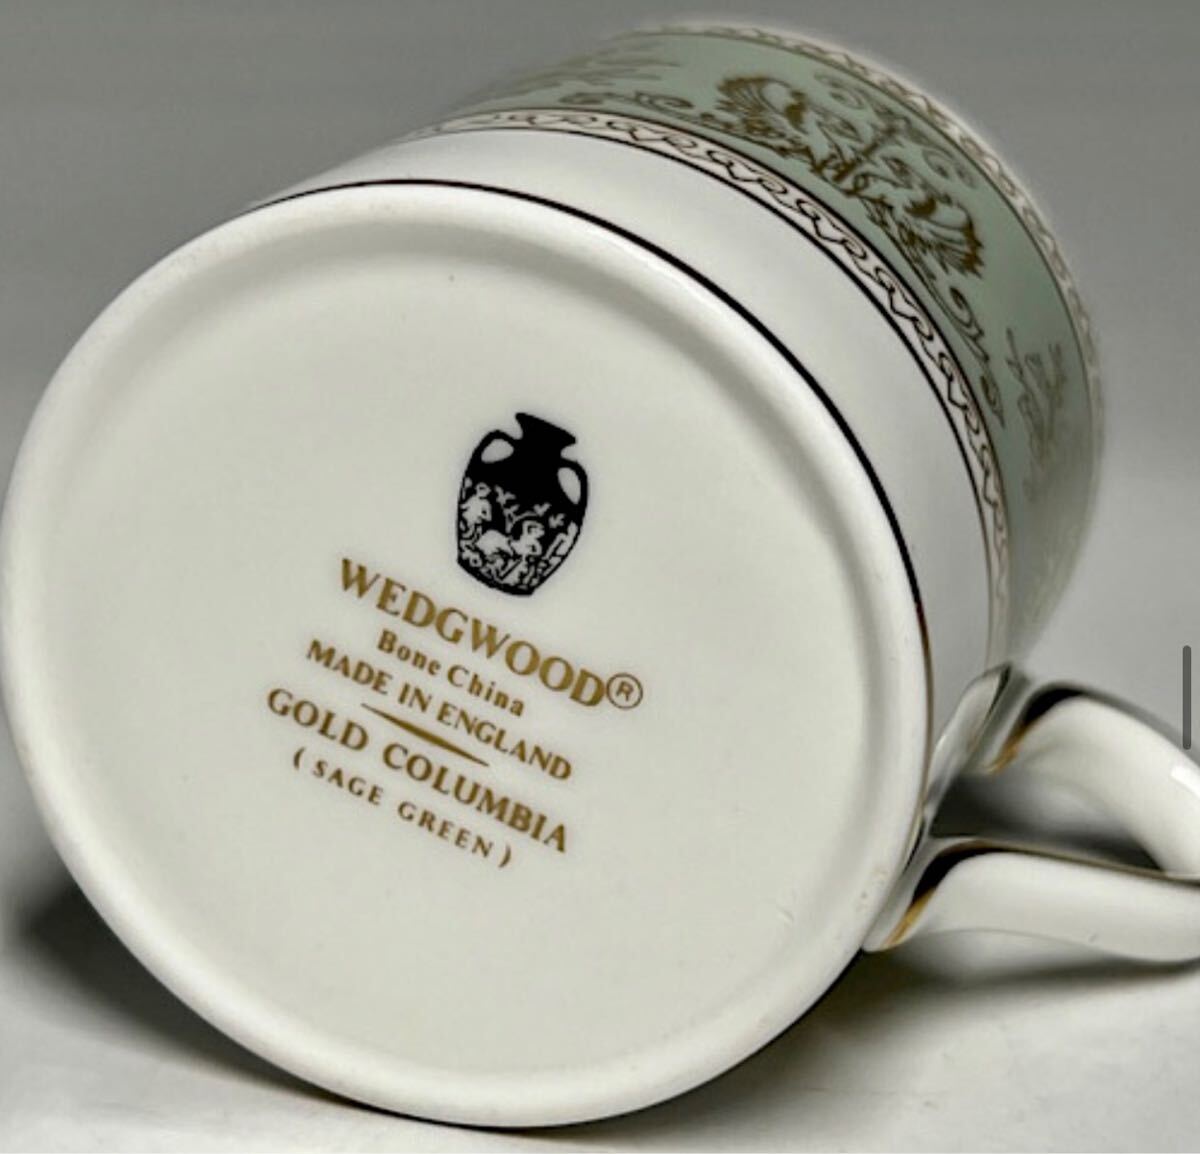 WEDGWOOD®
Bone China
MADE IN ENGLAND
GOLD COLUMBIA
( SAGE GREEN )